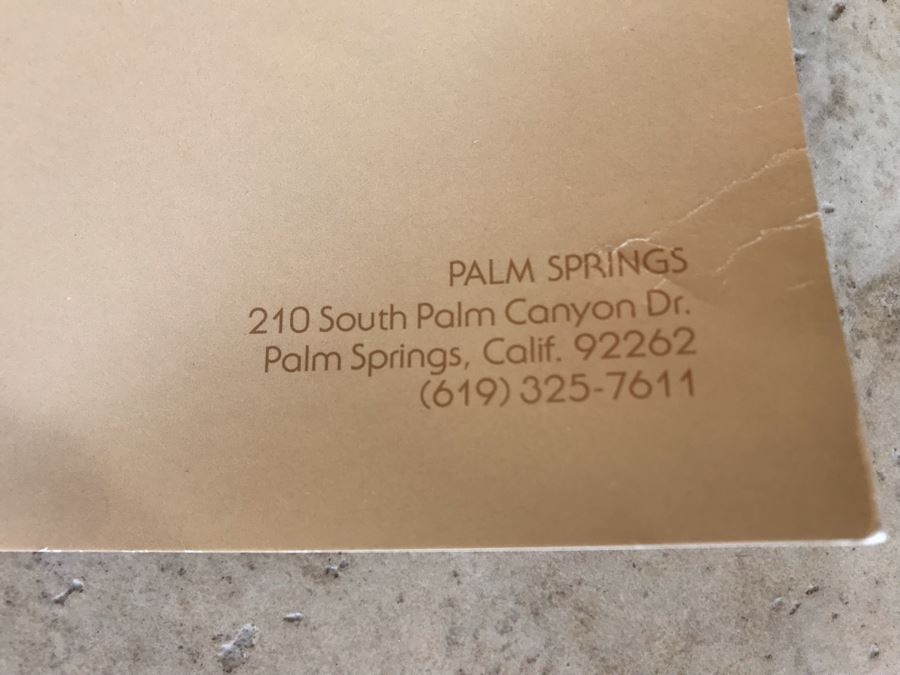 PALM SPRINGS
210 South Palm Canyon Dr.
Palm Springs, Calif. 92262
(619) 325-7611